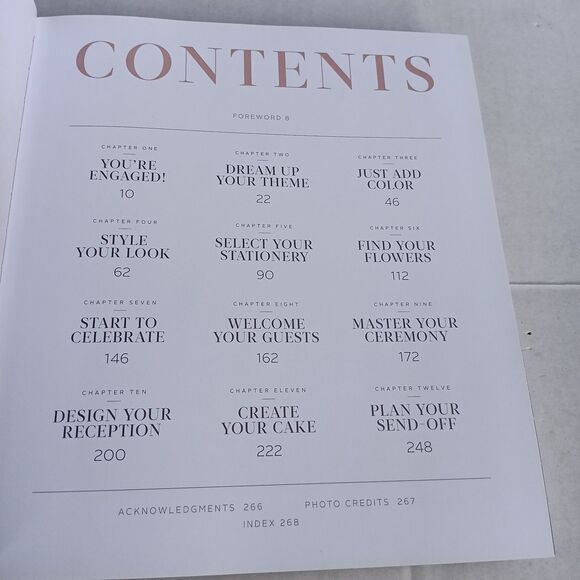 CONTENTS
FOREWORD 8
CHAPTER ONE
YOU'RE
ENGAGED!
10
CHAPTER TWO
DREAM UP
YOUR THEME
22
CHAPTER THREE
JUST ADD
COLOR
46
CHAPTER FOUR
STYLE
YOUR LOOK
62
CHAPTER FIVE
SELECT YOUR
STATIONERY
90
CHAPTER SIX
FIND YOUR
FLOWERS
112
CHAPTER SEVEN
START TO
CELEBRATE
146
CHAPTER EIGHT
WELCOME
YOUR GUESTS
162
CHAPTER NINE
MASTER YOUR
CEREMONY
172
CHAPTER TEN
DESIGN YOUR
RECEPTION
200
CHAPTER ELEVEN
CREATE
YOUR CAKE
222
CHAPTER TWELVE
PLAN YOUR
SEND-OFF
248
ACKNOWLEDGMENTS 266 PHOTO CREDITS 267
INDEX 268